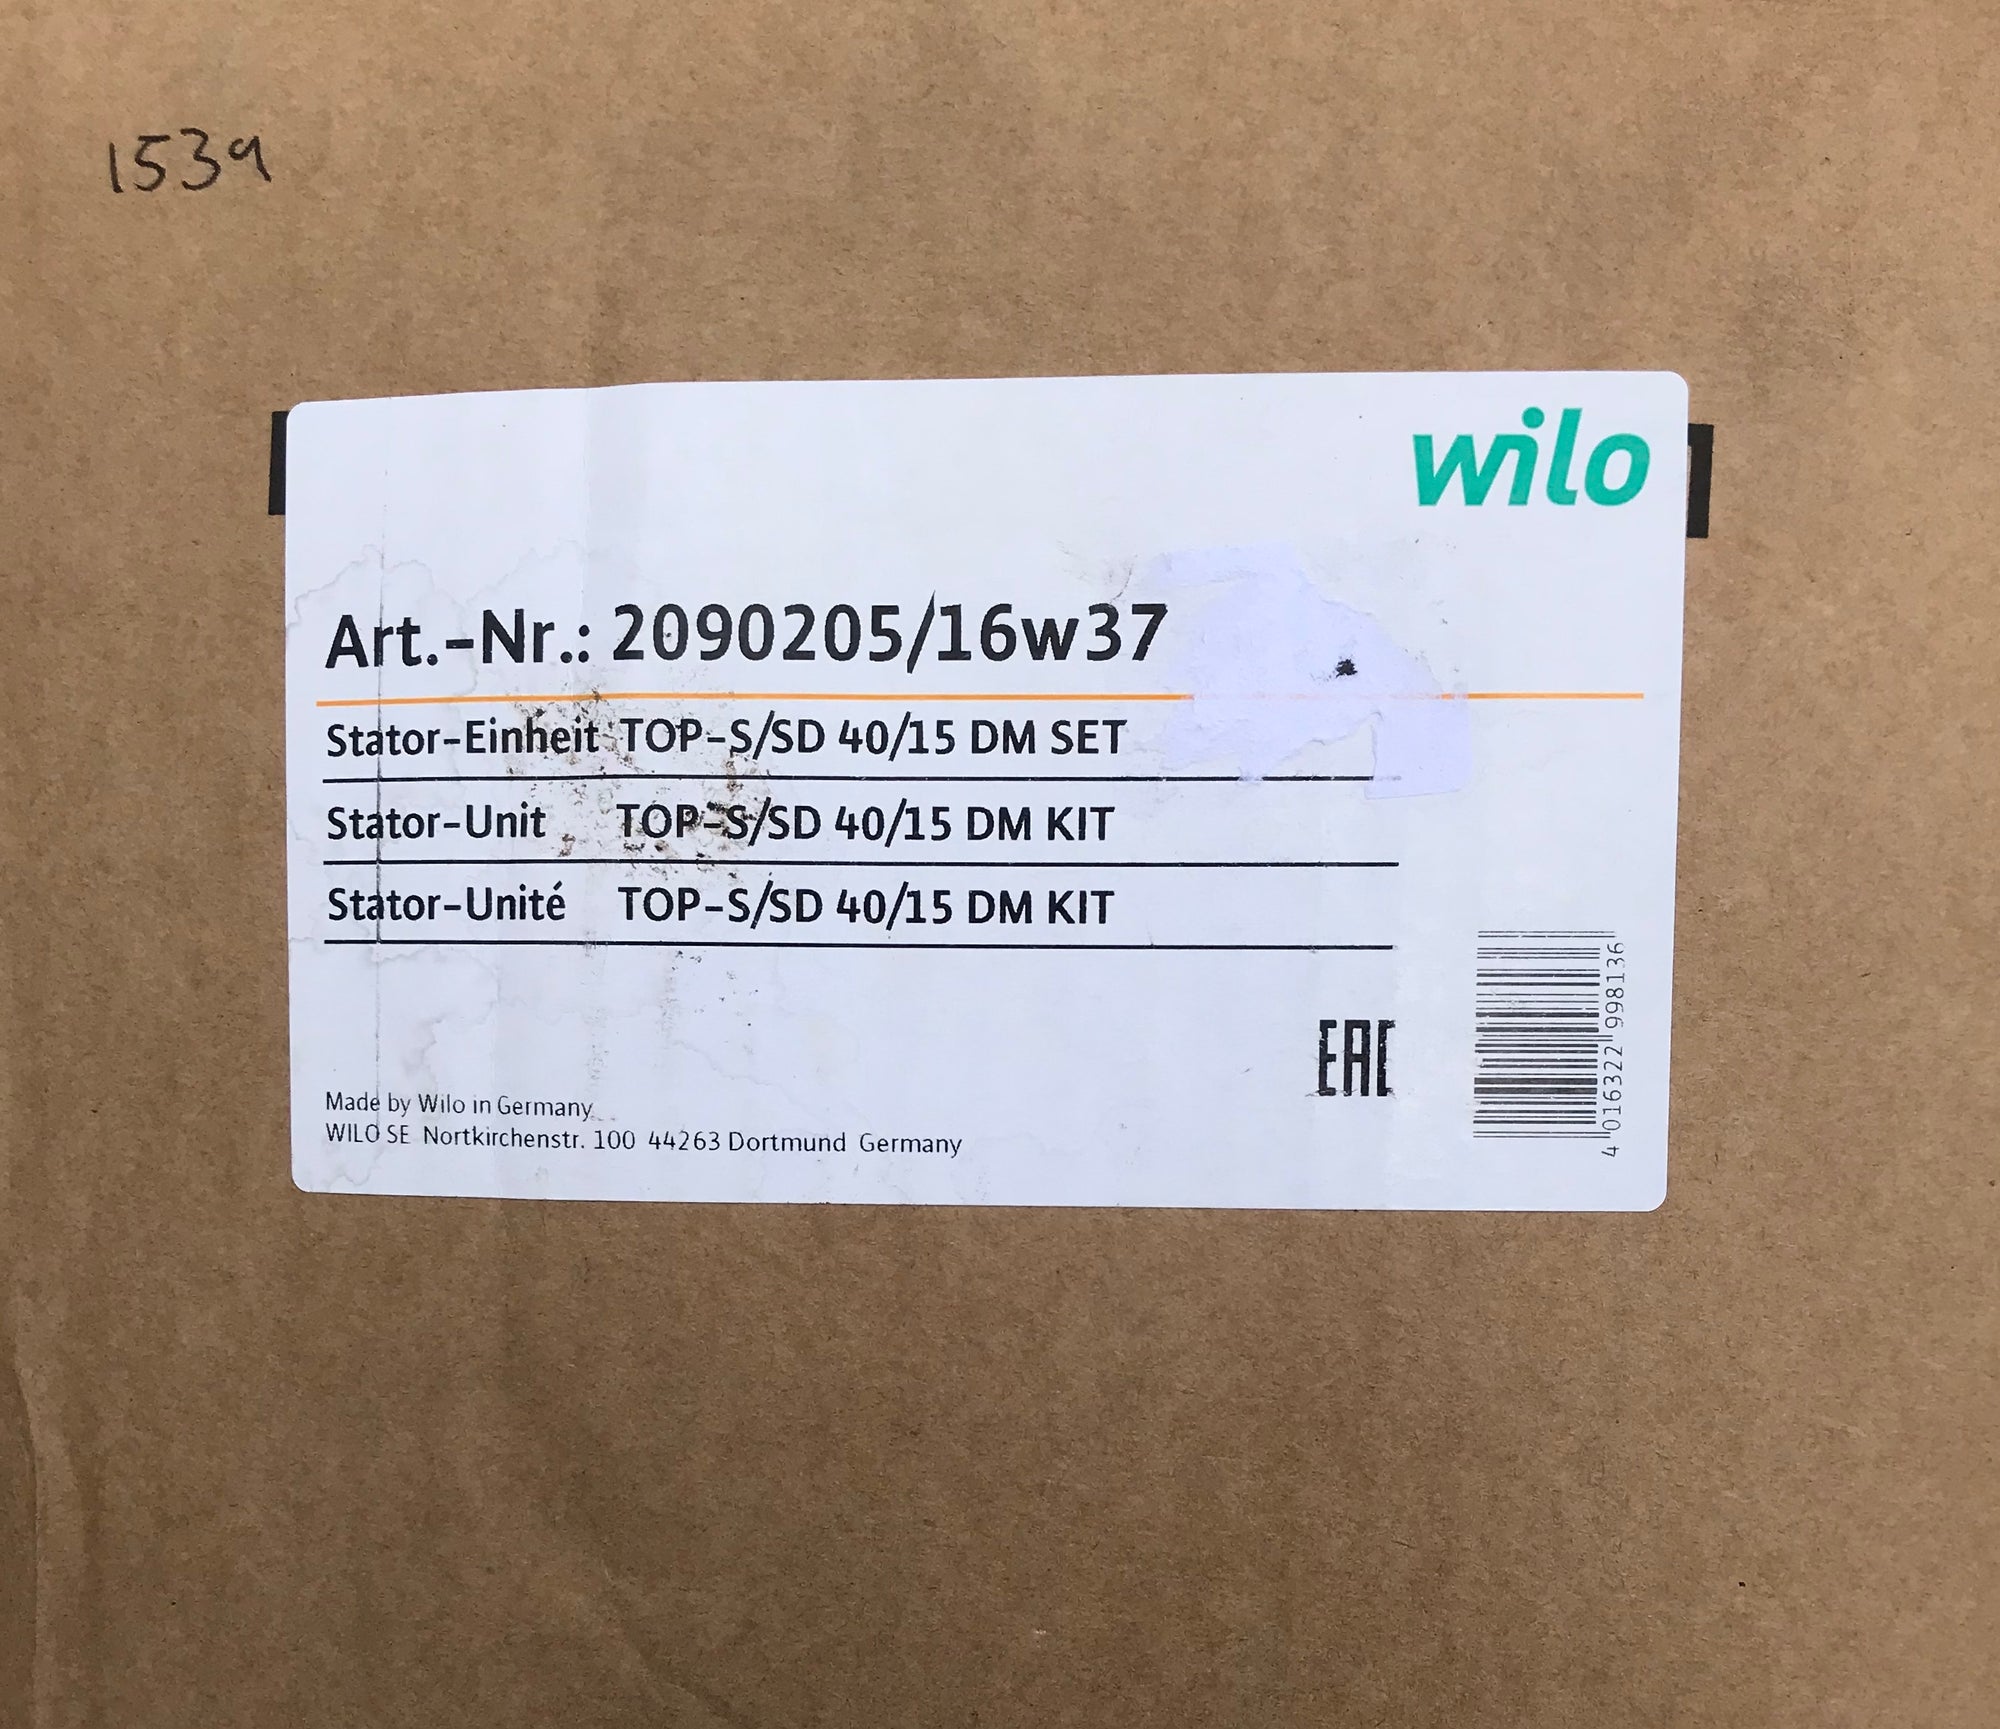 1539
wilo
Art.-Nr.: 2090205/16w37
Stator-Einheit TOP-S/SD 40/15 DM SET
Stator-Unit TOP-S/SD 40/15 DM KIT
Stator-Unité TOP-S/SD 40/15 DM KIT
EAC
4 016322 998136
Made by Wilo in Germany
WILO SE Nortkirchenstr. 100 44263 Dortmund Germany